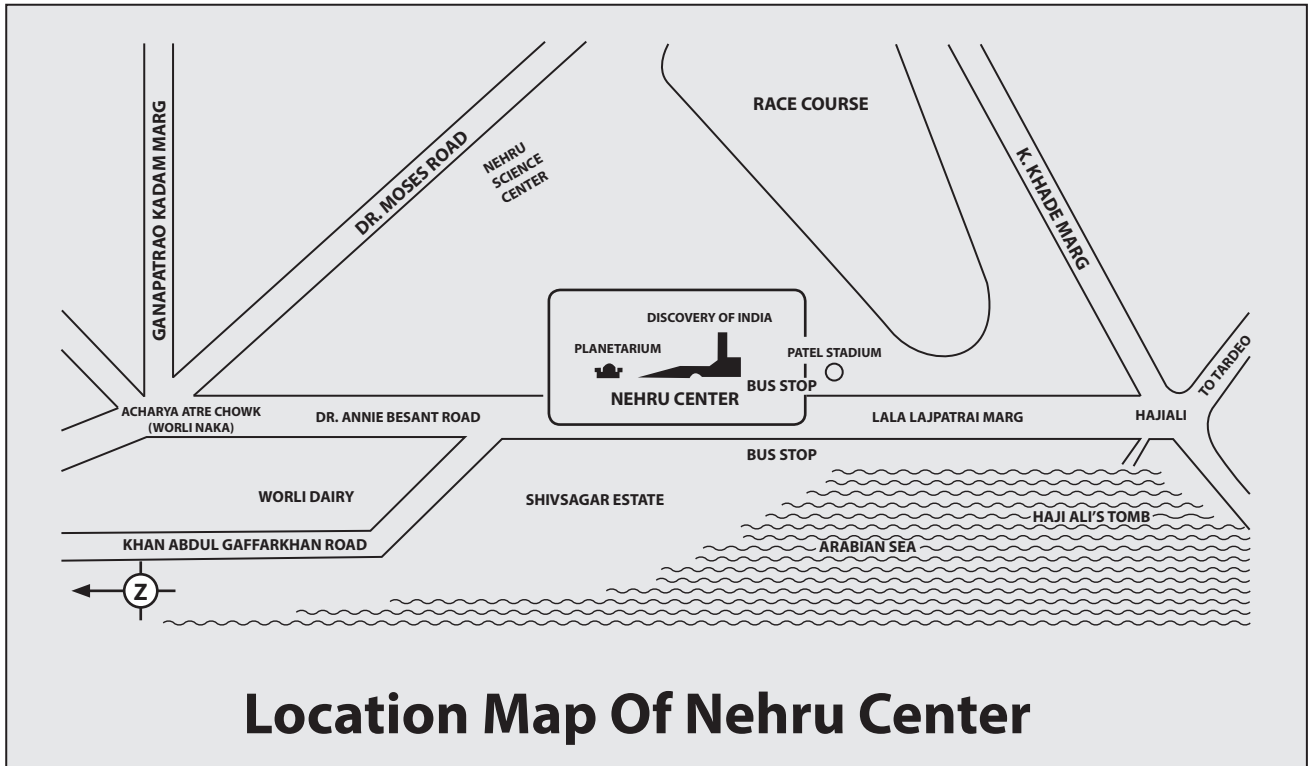 RACE COURSE
GANAPATRAO KADAM MARG
DR. MOSES ROAD
NEHRU
SCIENCE
CENTER
K. KHADE MARG
DISCOVERY OF INDIA
PLANETARIUM
PATEL STADIUM
TO TARDEO
BUS STOP
NEHRU CENTER
ACHARYA ATRE CHOWK
(WORLI NAKA)
DR. ANNIE BESANT ROAD
LALA LAJPATRAI MARG
HAJIALI
BUS STOP
WORLI DAIRY
SHIVSAGAR ESTATE
HAJI ALI'S TOMB
KHAN ABDUL GAFFARKHAN ROAD
ARABIAN SEA
Z
Location Map Of Nehru Center